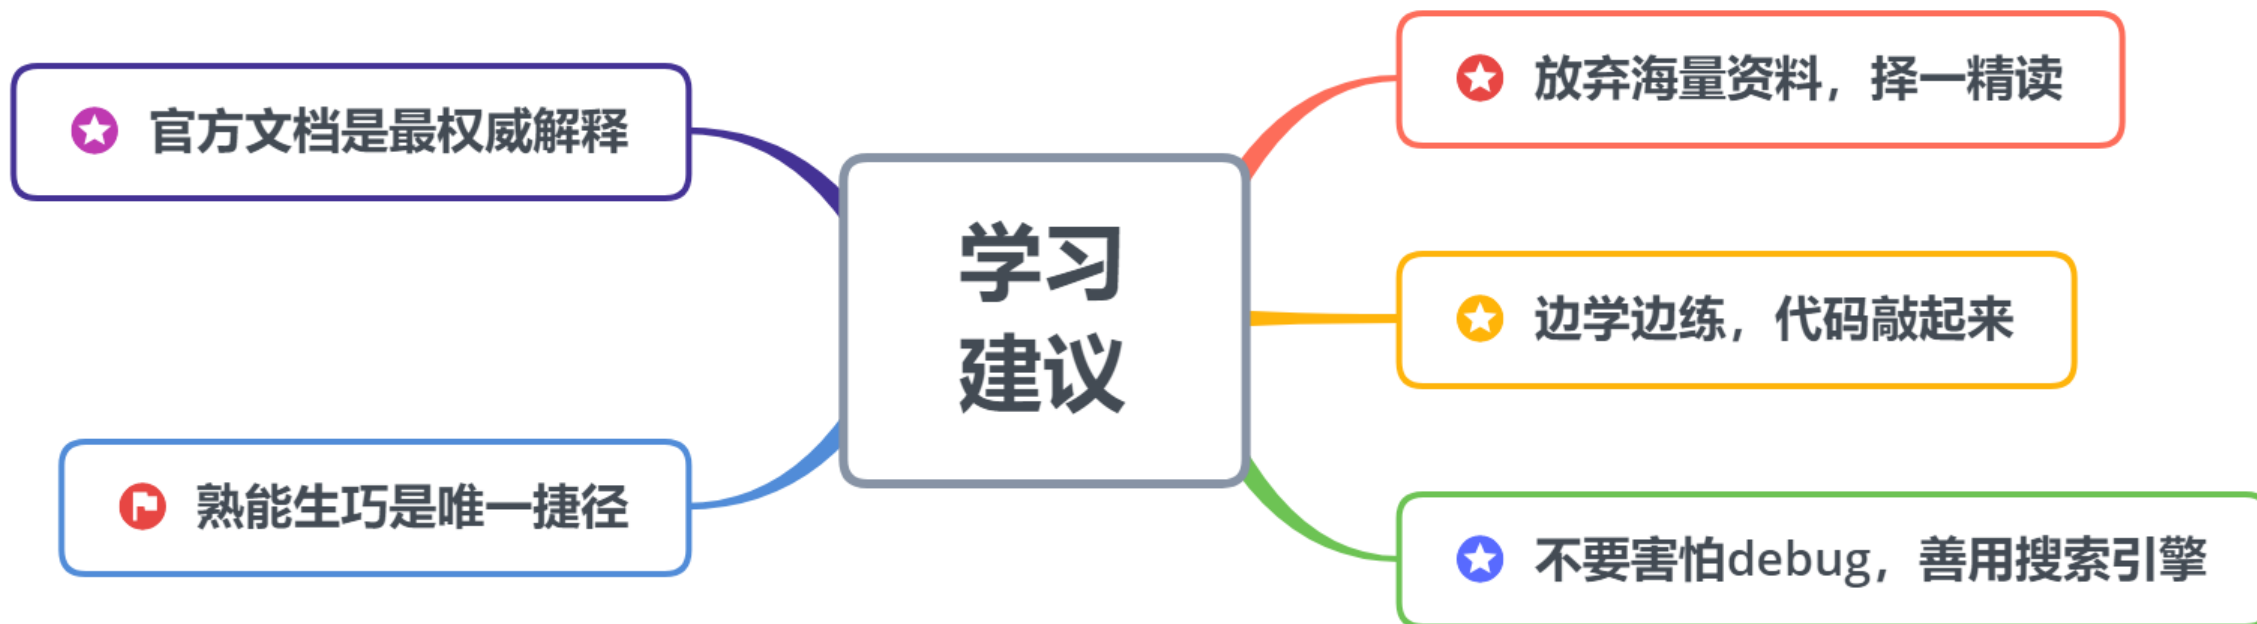 学习
建议
放弃海量资料，择一精读
边学边练，代码敲起来
不要害怕debug，善用搜索引擎
官方文档是最权威解释
熟能生巧是唯一捷径